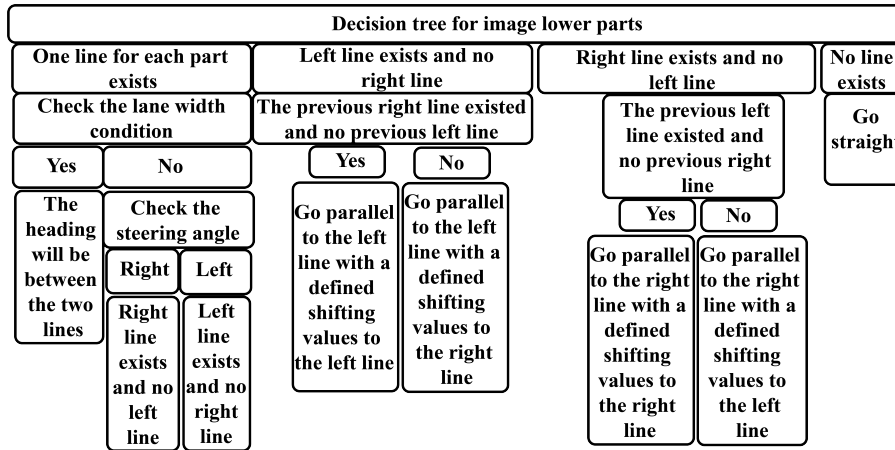 Decision tree for image lower parts
One line for each part
exists
Left line exists and no
right line
Right line exists and no
left line
No line
exists
Check the lane width
condition
The previous right line existed
and no previous left line
The previous left
line existed and
no previous right
line
Go
straight
Yes
No
Yes
No
Yes
No
The
heading
will be
between
the two
lines
Check the
steering angle
Right
Left
Right
line
exists
and no
left
line
Left
line
exists
and no
right
line
Go parallel
to the left
line with a
defined
shifting
values to
the left line
Go parallel
to the left
line with a
defined
shifting
values to
the right
line
Go parallel
to the right
line with a
defined
shifting
values to
the right
line
Go parallel
to the right
line with a
defined
shifting
values to
the left
line